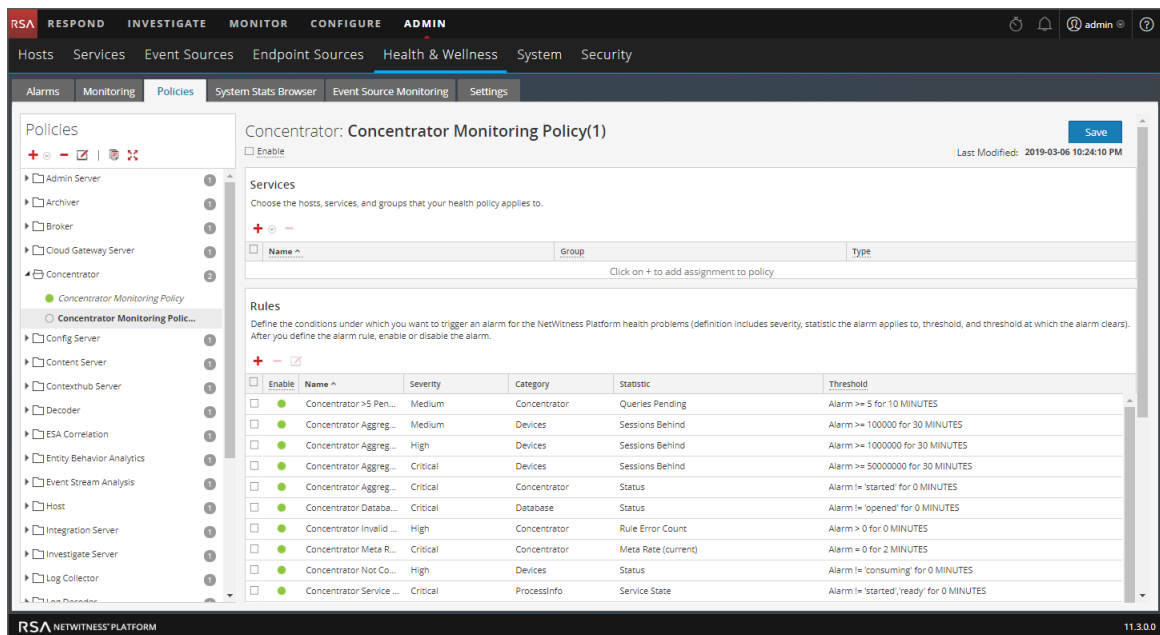 RSA RESPOND INVESTIGATE MONITOR CONFIGURE ADMIN admin ?
Hosts Services Event Sources Endpoint Sources Health & Wellness System Security
Alarms Monitoring Policies System Stats Browser Event Source Monitoring Settings
Policies
Admin Server 1
Archiver 1
Broker 1
Cloud Gateway Server 1
Concentrator 2
Concentrator Monitoring Policy
Concentrator Monitoring Polic...
Config Server 1
Content Server 1
Contexthub Server 1
Decoder 1
ESA Correlation 1
Entity Behavior Analytics 1
Event Stream Analysis 1
Host 1
Integration Server 1
Investigate Server 1
Log Collector 1
Log Decoder
Concentrator: Concentrator Monitoring Policy(1)
Save
Enable
Last Modified: 2019-03-06 10:24:10 PM
Services
Choose the hosts, services, and groups that your health policy applies to.
Name Group Type
Click on + to add assignment to policy
Rules
Define the conditions under which you want to trigger an alarm for the NetWitness Platform health problems (definition includes severity, statistic the alarm applies to, threshold, and threshold at which the alarm clears).
After you define the alarm rule, enable or disable the alarm.
Enable Name Severity Category Statistic Threshold
Concentrator >5 Pen... Medium Concentrator Queries Pending Alarm >= 5 for 10 MINUTES
Concentrator Aggreg... Medium Devices Sessions Behind Alarm >= 100000 for 30 MINUTES
Concentrator Aggreg... High Devices Sessions Behind Alarm >= 1000000 for 30 MINUTES
Concentrator Aggreg... Critical Devices Sessions Behind Alarm >= 50000000 for 30 MINUTES
Concentrator Aggreg... Critical Concentrator Status Alarm != 'started' for 0 MINUTES
Concentrator Databa... Critical Database Status Alarm != 'opened' for 0 MINUTES
Concentrator Invalid ... High Concentrator Rule Error Count Alarm > 0 for 0 MINUTES
Concentrator Meta R... Critical Concentrator Meta Rate (current) Alarm = 0 for 2 MINUTES
Concentrator Not Co... High Devices Status Alarm != 'consuming' for 0 MINUTES
Concentrator Service ... Critical ProcessInfo Service State Alarm != 'started','ready' for 0 MINUTES
RSA NETWITNESS® PLATFORM 11.3.0.0